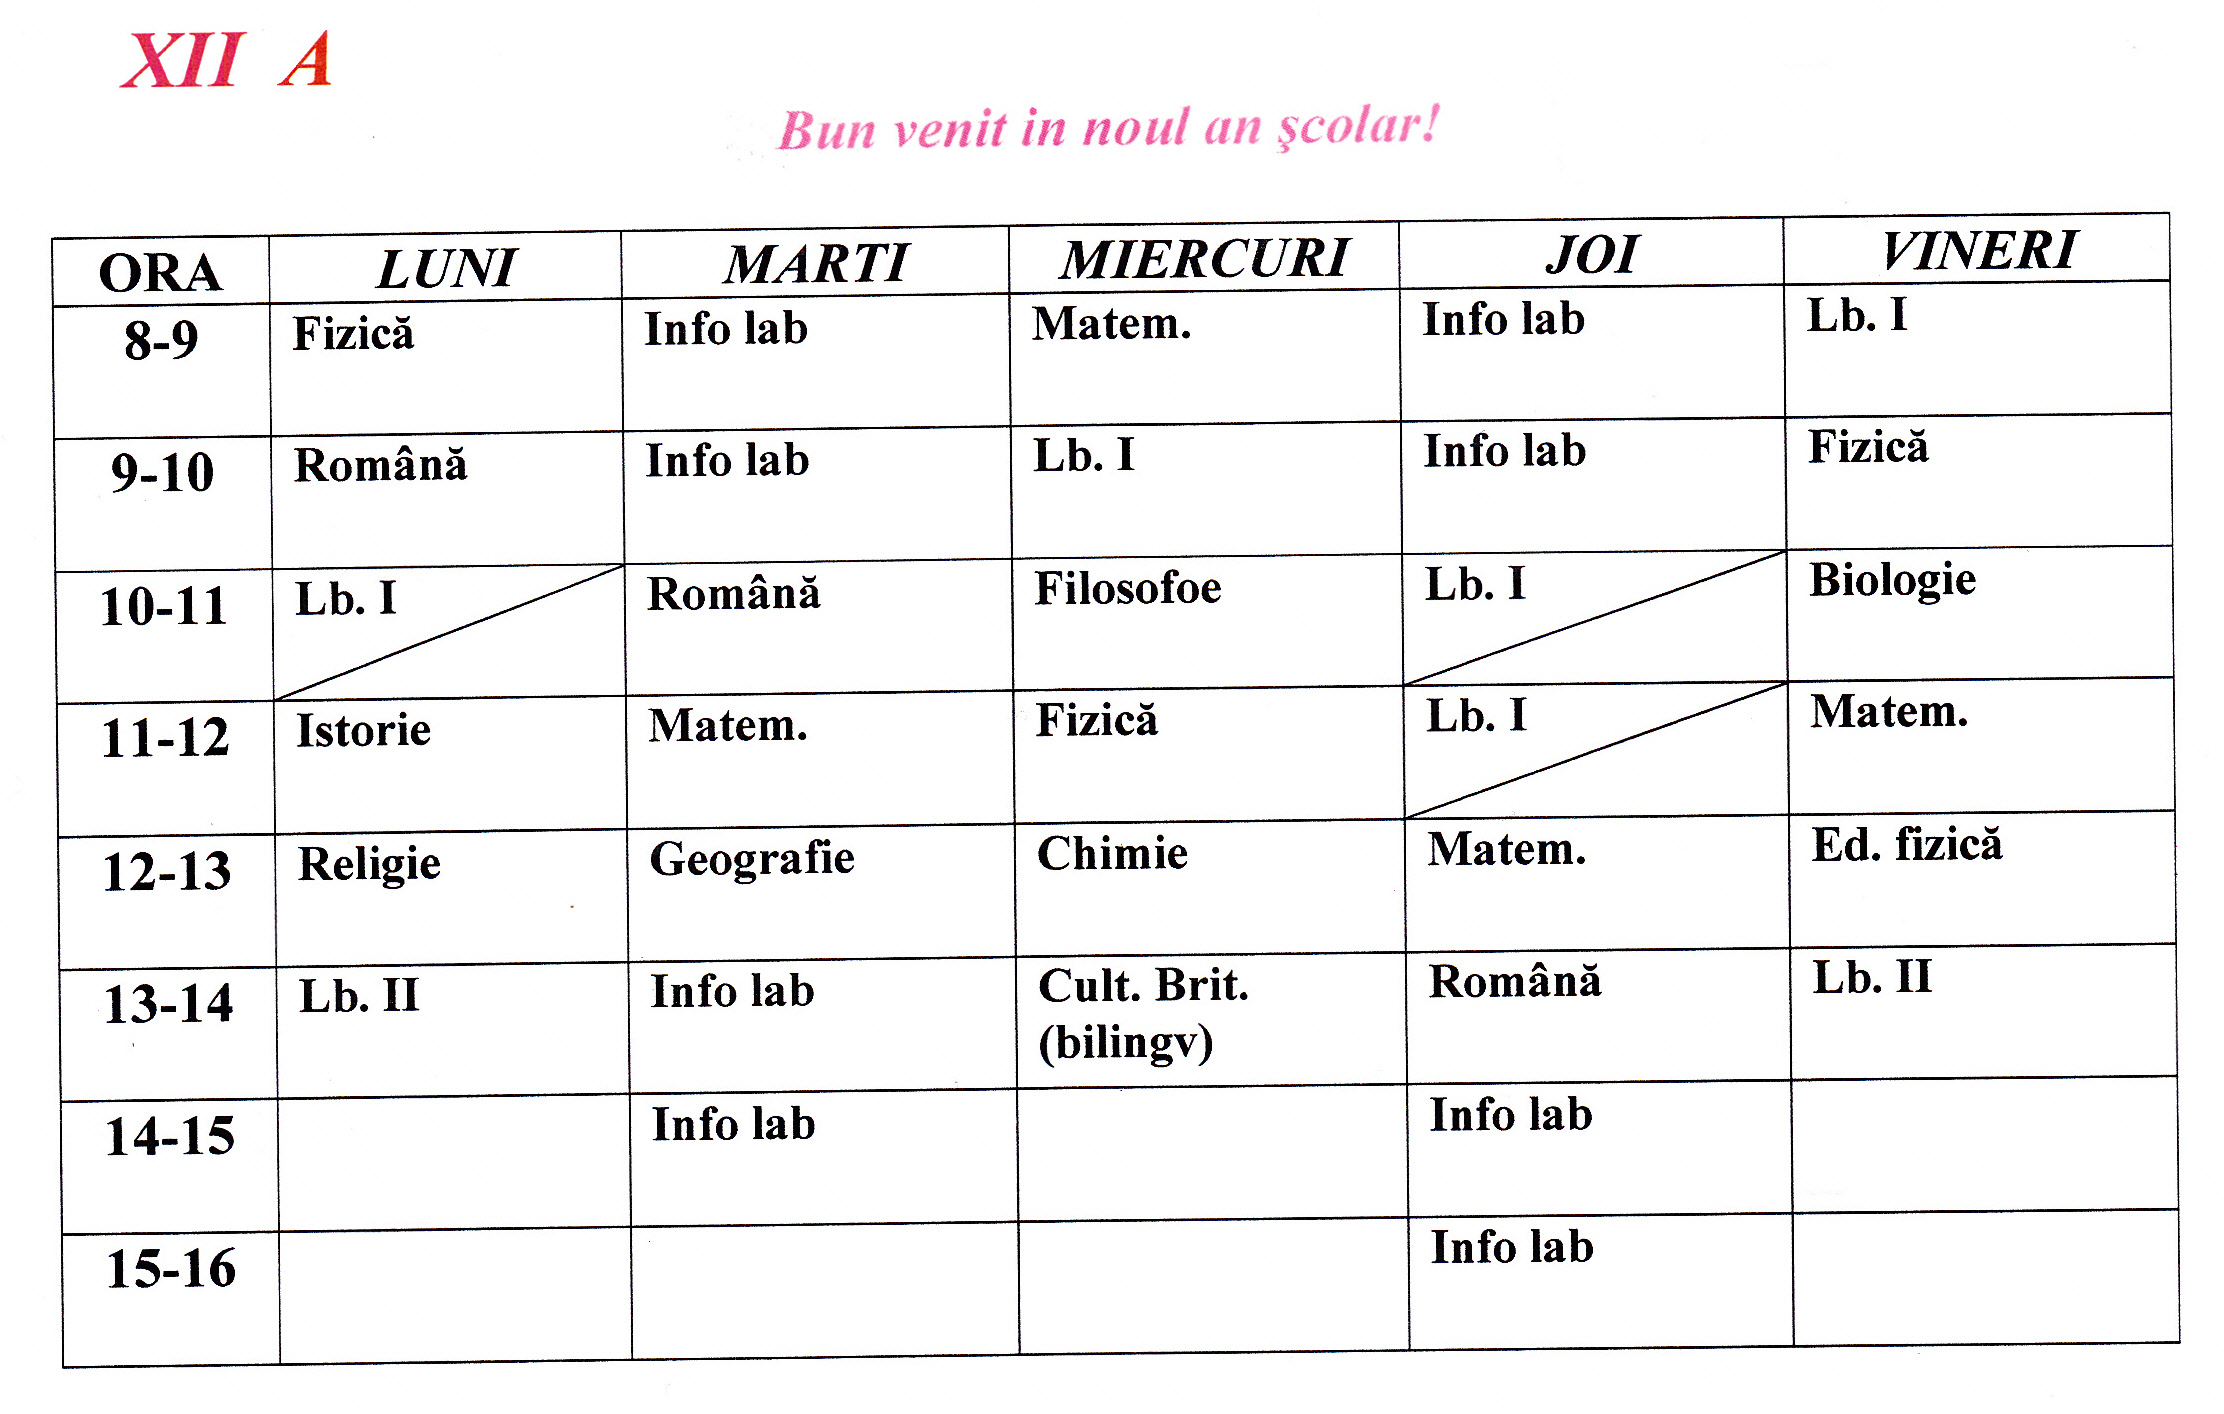 XII A
Bun venit in noul an şcolar!
ORA LUNI MARTI MIERCURI JOI VINERI
8-9 Fizică Info lab Matem. Info lab Lb. I
9-10 Română Info lab Lb. I Info lab Fizică
10-11 Lb. I Română Filosofoe Lb. I Biologie
11-12 Istorie Matem. Fizică Lb. I Matem.
12-13 Religie Geografie Chimie Matem. Ed. fizică
13-14 Lb. II Info lab Cult. Brit. Română Lb. II
(bilingv)
14-15 Info lab Info lab
15-16 Info lab